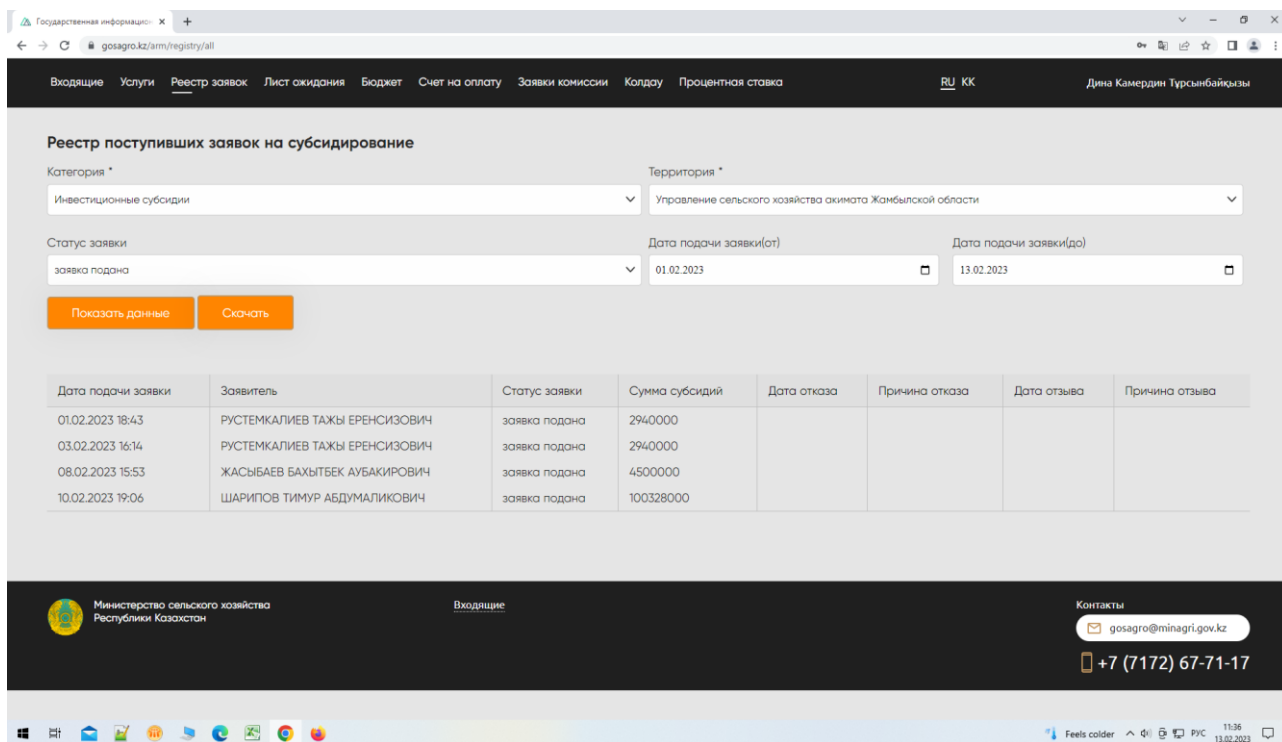 Государственная информацион
gosagro.kz/arm/registry/all
Входящие Услуги Реестр заявок Лист ожидания Бюджет Счет на оплату Заявки комиссии Колдау Процентная ставка RU KK Дина Камердин Тұрсынбайқызы
Реестр поступивших заявок на субсидирование
Категория * Территория *
Инвестиционные субсидии Управление сельского хозяйства акимата Жамбылской области
Статус заявки Дата подачи заявки(от) Дата подачи заявки(до)
заявка подана 01.02.2023 13.02.2023
Показать данные Скачать
Дата подачи заявки Заявитель Статус заявки Сумма субсидий Дата отказа Причина отказа Дата отзыва Причина отзыва
01.02.2023 18:43 РУСТЕМКАЛИЕВ ТАЖЫ ЕРЕНСИЗОВИЧ заявка подана 2940000
03.02.2023 16:14 РУСТЕМКАЛИЕВ ТАЖЫ ЕРЕНСИЗОВИЧ заявка подана 2940000
08.02.2023 15:53 ЖАСЫБАЕВ БАХЫТБЕК АУБАКИРОВИЧ заявка подана 4500000
10.02.2023 19:06 ШАРИПОВ ТИМУР АБДУМАЛИКОВИЧ заявка подана 100328000
Министерство сельского хозяйства Входящие Контакты
Республики Казахстан
gosagro@minagri.gov.kz
+7 (7172) 67-71-17
Feels colder РУС 11:36
13.02.2023